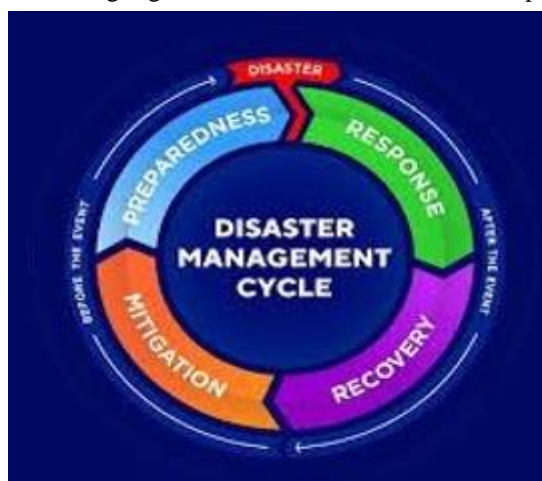 DISASTER
PREPAREDNESS
RESPONSE
BEFORE THE EVENT
DISASTER
MANAGEMENT
CYCLE
AFTER THE EVENT
MITIGATION
RECOVERY